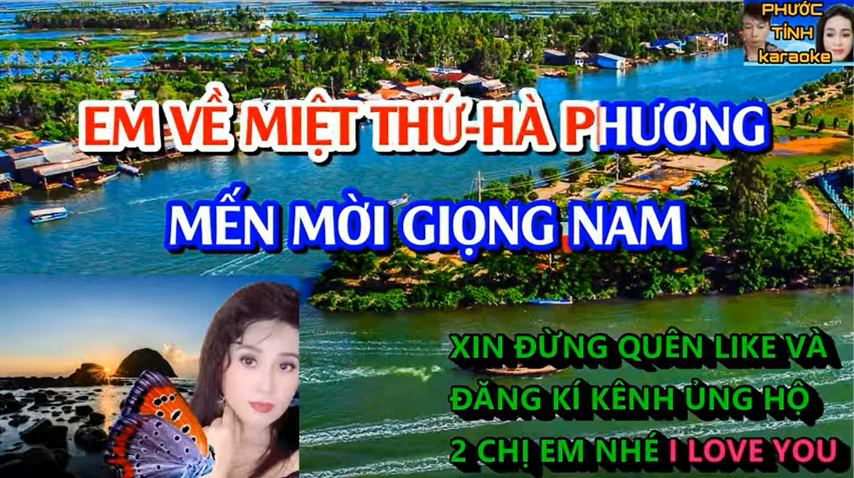 PHƯỚC
TÍNH
karaoke
EM VỀ MIỆT THỨ-HÀ PHƯƠNG
MẾN MỜI GIỌNG NAM
XIN ĐỪNG QUÊN LIKE VÀ
ĐĂNG KÍ KÊNH ỦNG HỘ
2 CHỊ EM NHÉ I LOVE YOU